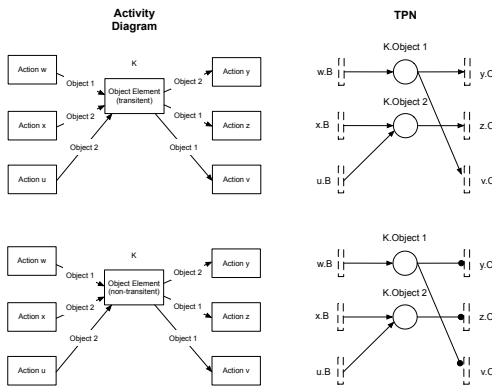 Activity
Diagram
TPN
K
Action w
Object 1
Object 2
Action y
K.Object 1
w.B
y.C
Object Element
(transitent)
Action x
Object 2
Object 1
Action z
K.Object 2
x.B
z.C
Action u
Object 2
Object 1
Action v
u.B
v.C
K
Action w
Object 1
Object 2
Action y
K.Object 1
w.B
y.C
Object Element
(non-transitent)
Action x
Object 2
Object 1
Action z
K.Object 2
x.B
z.C
Action u
Object 2
Object 1
Action v
u.B
v.C